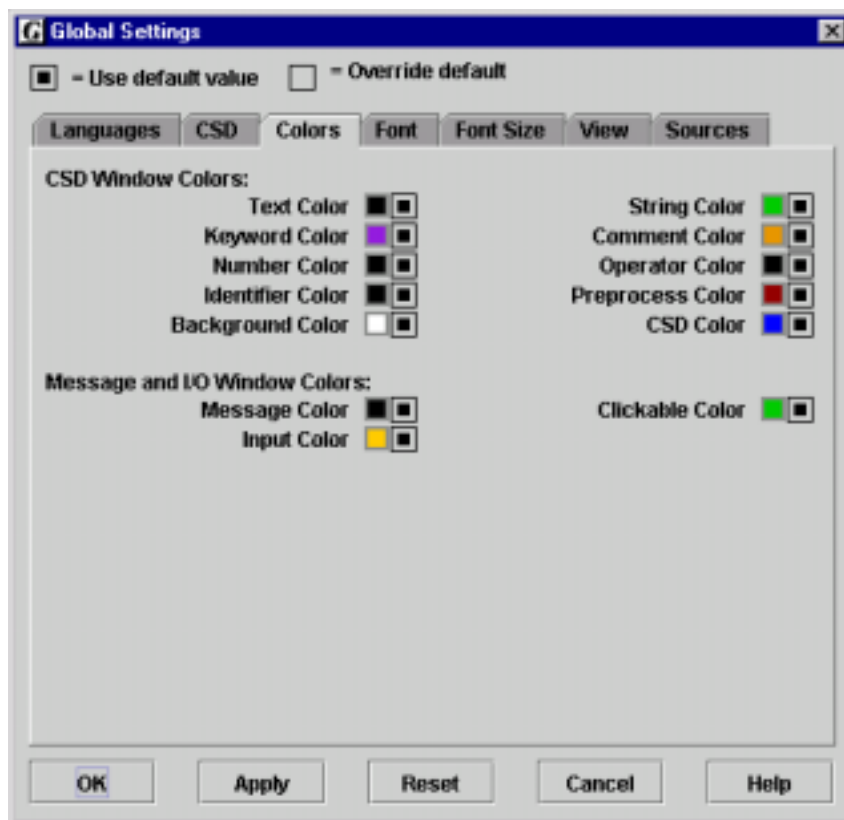 Global Settings
= Use default value = Override default
Languages CSD Colors Font Font Size View Sources
CSD Window Colors:
Text Color String Color
Keyword Color Comment Color
Number Color Operator Color
Identifier Color Preprocess Color
Background Color CSD Color
Message and I/O Window Colors:
Message Color Clickable Color
Input Color
OK Apply Reset Cancel Help